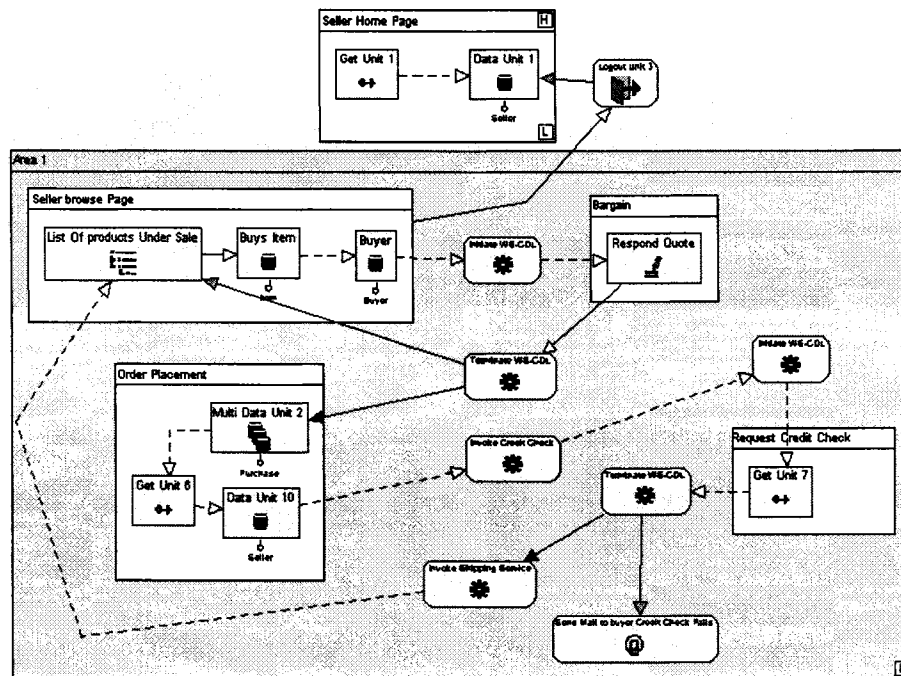 Seller Home Page
H
Get Unit 1
Data Unit 1
Seller
L
Logout Unit 3
Area 1
Seller browse Page
List Of products Under Sale
Buys Item
Item
Buyer
Buyer
Initiate WS-CDL
Bargain
Respond Quote
Terminate WS-CDL
Initiate WS-CDL
Order Placement
Multi Data Unit 2
Purchase
Get Unit 6
Data Unit 10
Seller
Invoke Credit Check
Request Credit Check
Get Unit 7
Terminate WS-CDL
Invoke Shipping Service
Send Mail to buyer Credit Check Fails
@